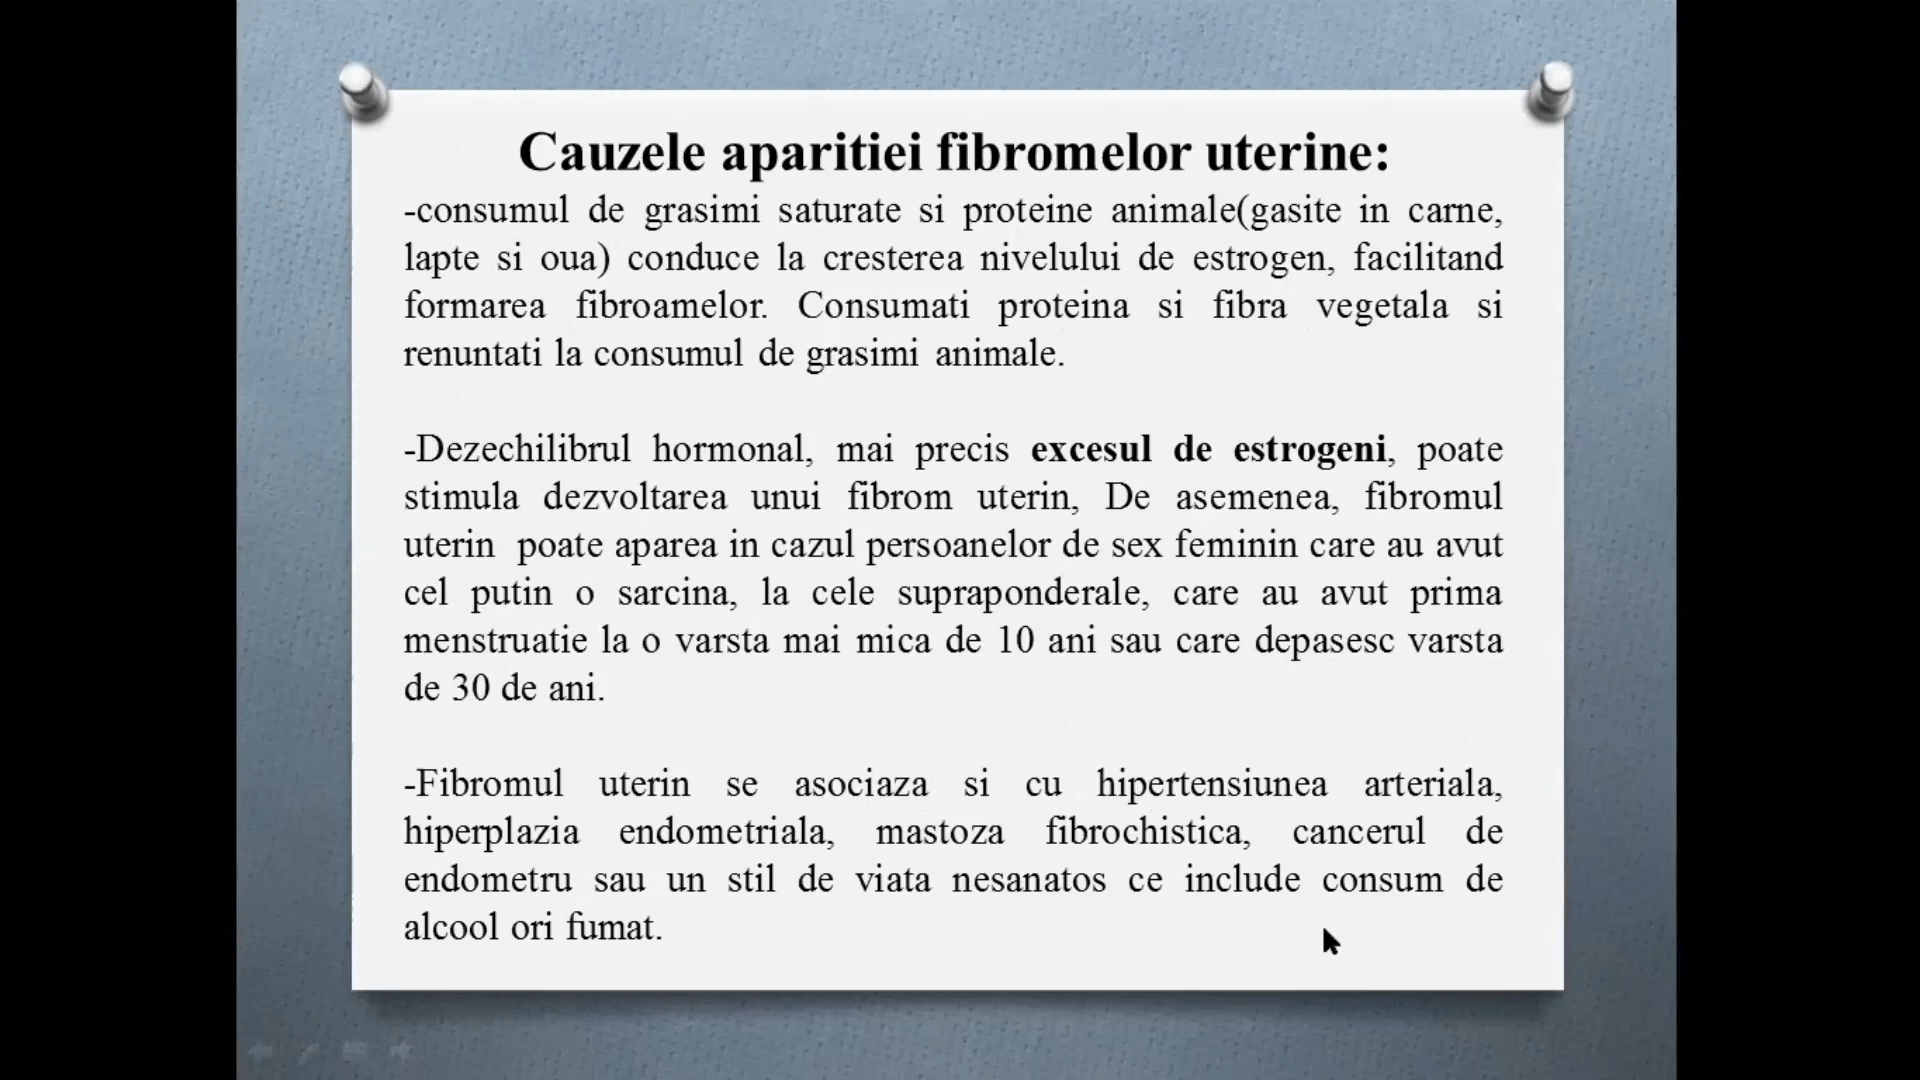 Cauzele aparitiei fibromelor uterine:
-consumul de grasimi saturate si proteine animale(gasite in carne,
lapte si oua) conduce la cresterea nivelului de estrogen, facilitand
formarea fibroamelor. Consumati proteina si fibra vegetala si
renuntati la consumul de grasimi animale.
-Dezechilibrul hormonal, mai precis excesul de estrogeni, poate
stimula dezvoltarea unui fibrom uterin, De asemenea, fibromul
uterin poate aparea in cazul persoanelor de sex feminin care au avut
cel putin o sarcina, la cele supraponderale, care au avut prima
menstruatie la o varsta mai mica de 10 ani sau care depasesc varsta
de 30 de ani.
-Fibromul uterin se asociaza si cu hipertensiunea arteriala,
hiperplazia endometriala, mastoza fibrochistica, cancerul de
endometru sau un stil de viata nesanatos ce include consum de
alcool ori fumat.